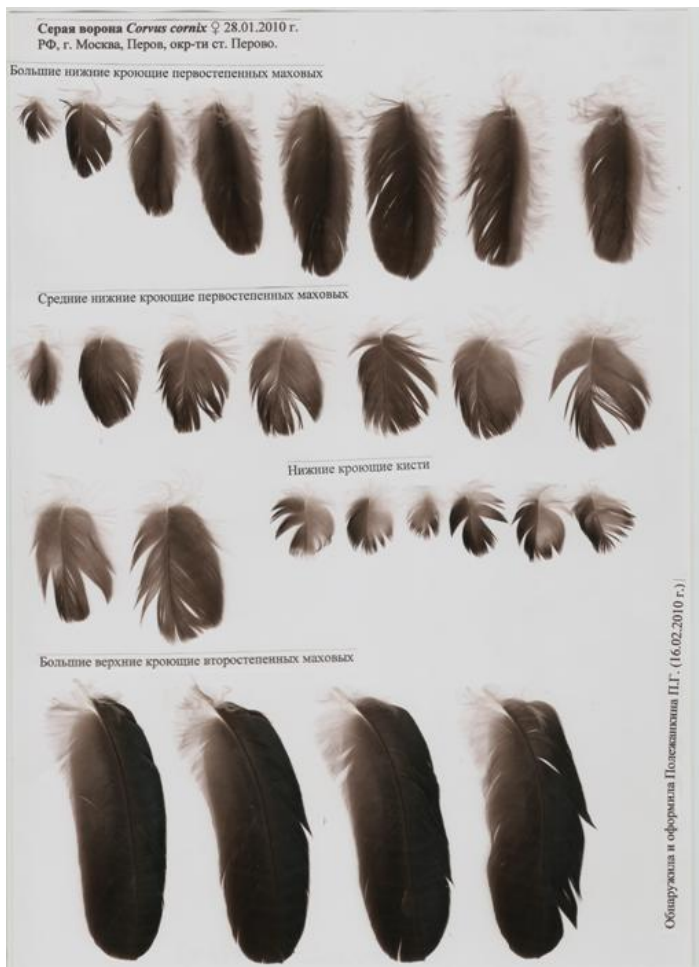 Серая ворона Corvus cornix ♀ 28.01.2010 г.
РФ, г. Москва, Перов, окр-ти ст. Перово.
Большие нижние кроющие первостепенных маховых
Средние нижние кроющие первостепенных маховых
Нижние кроющие кисти
Большие верхние кроющие второстепенных маховых
Обнаружила и оформила Полежанкина П.Г. (16.02.2010 г.)